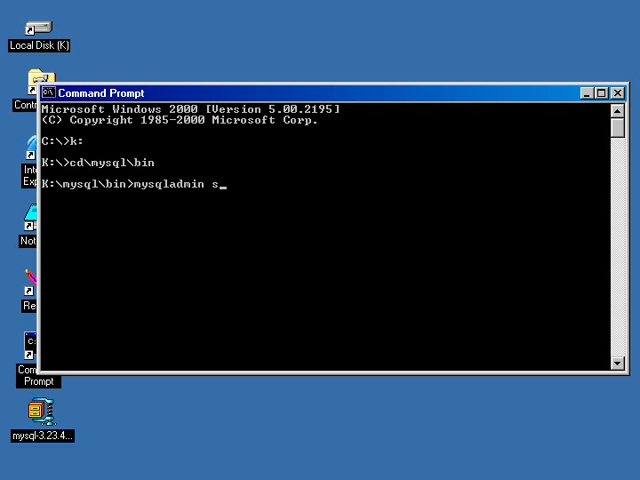 Local Disk (K)
Command Prompt
Microsoft Windows 2000 [Version 5.00.2195]
(C) Copyright 1985-2000 Microsoft Corp.
C:\>k:
K:\>cd\mysql\bin
K:\mysql\bin>mysqladmin s_
Contr
Inte
Exp
Not
Re
C:\
Com
Prompt
mysql-3.23.4...